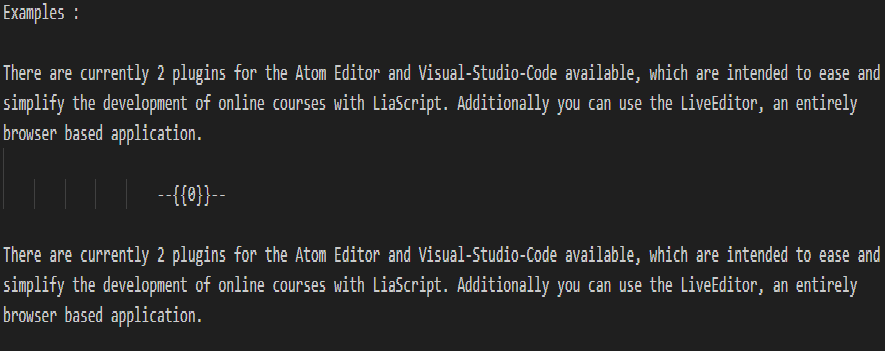 Examples :
There are currently 2 plugins for the Atom Editor and Visual-Studio-Code available, which are intended to ease and
simplify the development of online courses with LiaScript. Additionally you can use the LiveEditor, an entirely
browser based application.
--{{0}}--
There are currently 2 plugins for the Atom Editor and Visual-Studio-Code available, which are intended to ease and
simplify the development of online courses with LiaScript. Additionally you can use the LiveEditor, an entirely
browser based application.